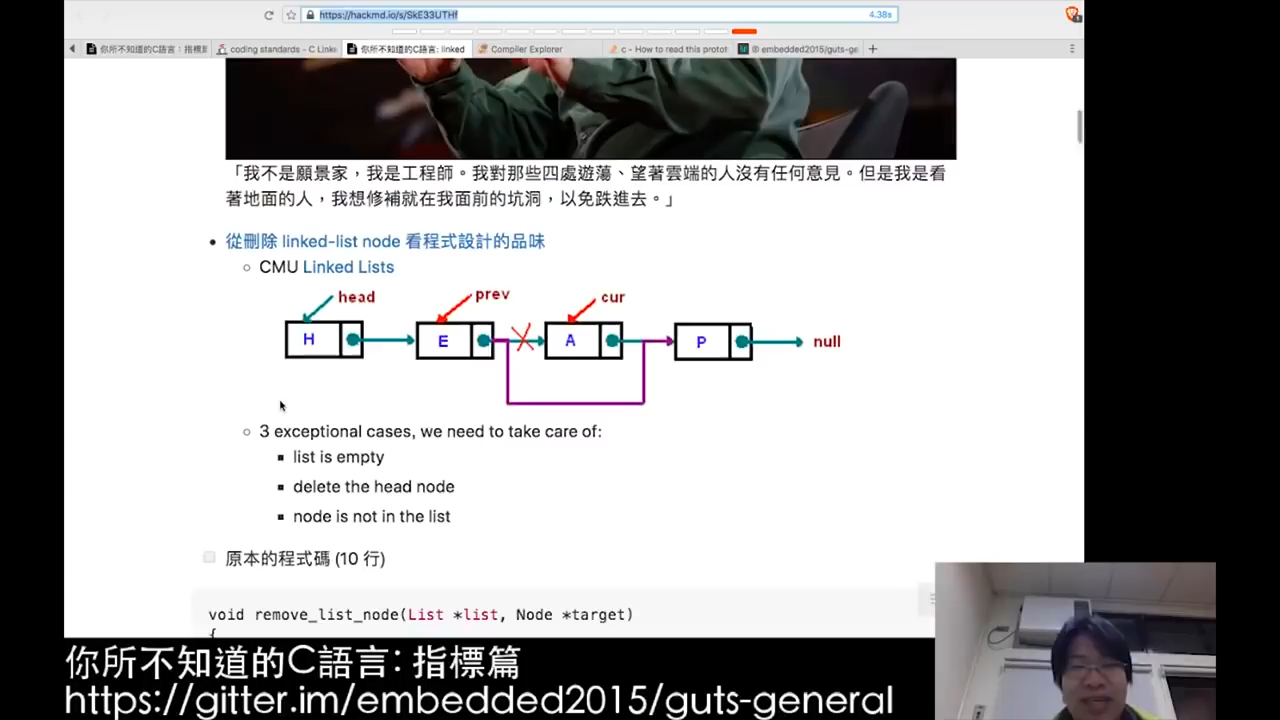 https://hackmd.io/s/SkE33UTHf
4.38s
你所不知道的C語言：指標
coding standards - C Link
你所不知道的C語言: linked
Compiler Explorer
c - How to read this protot
embedded2015/guts-ge
「我不是願景家，我是工程師。我對那些四處遊蕩、望著雲端的人沒有任何意見。但是我是看
著地面的人，我想修補就在我面前的坑洞，以免跌進去。」
從刪除 linked-list node 看程式設計的品味
CMU Linked Lists
head
prev
cur
H
E
A
P
null
3 exceptional cases, we need to take care of:
list is empty
delete the head node
node is not in the list
原本的程式碼 (10 行)
void remove_list_node(List *list, Node *target)
{
你所不知道的C語言: 指標篇
https://gitter.im/embedded2015/guts-general